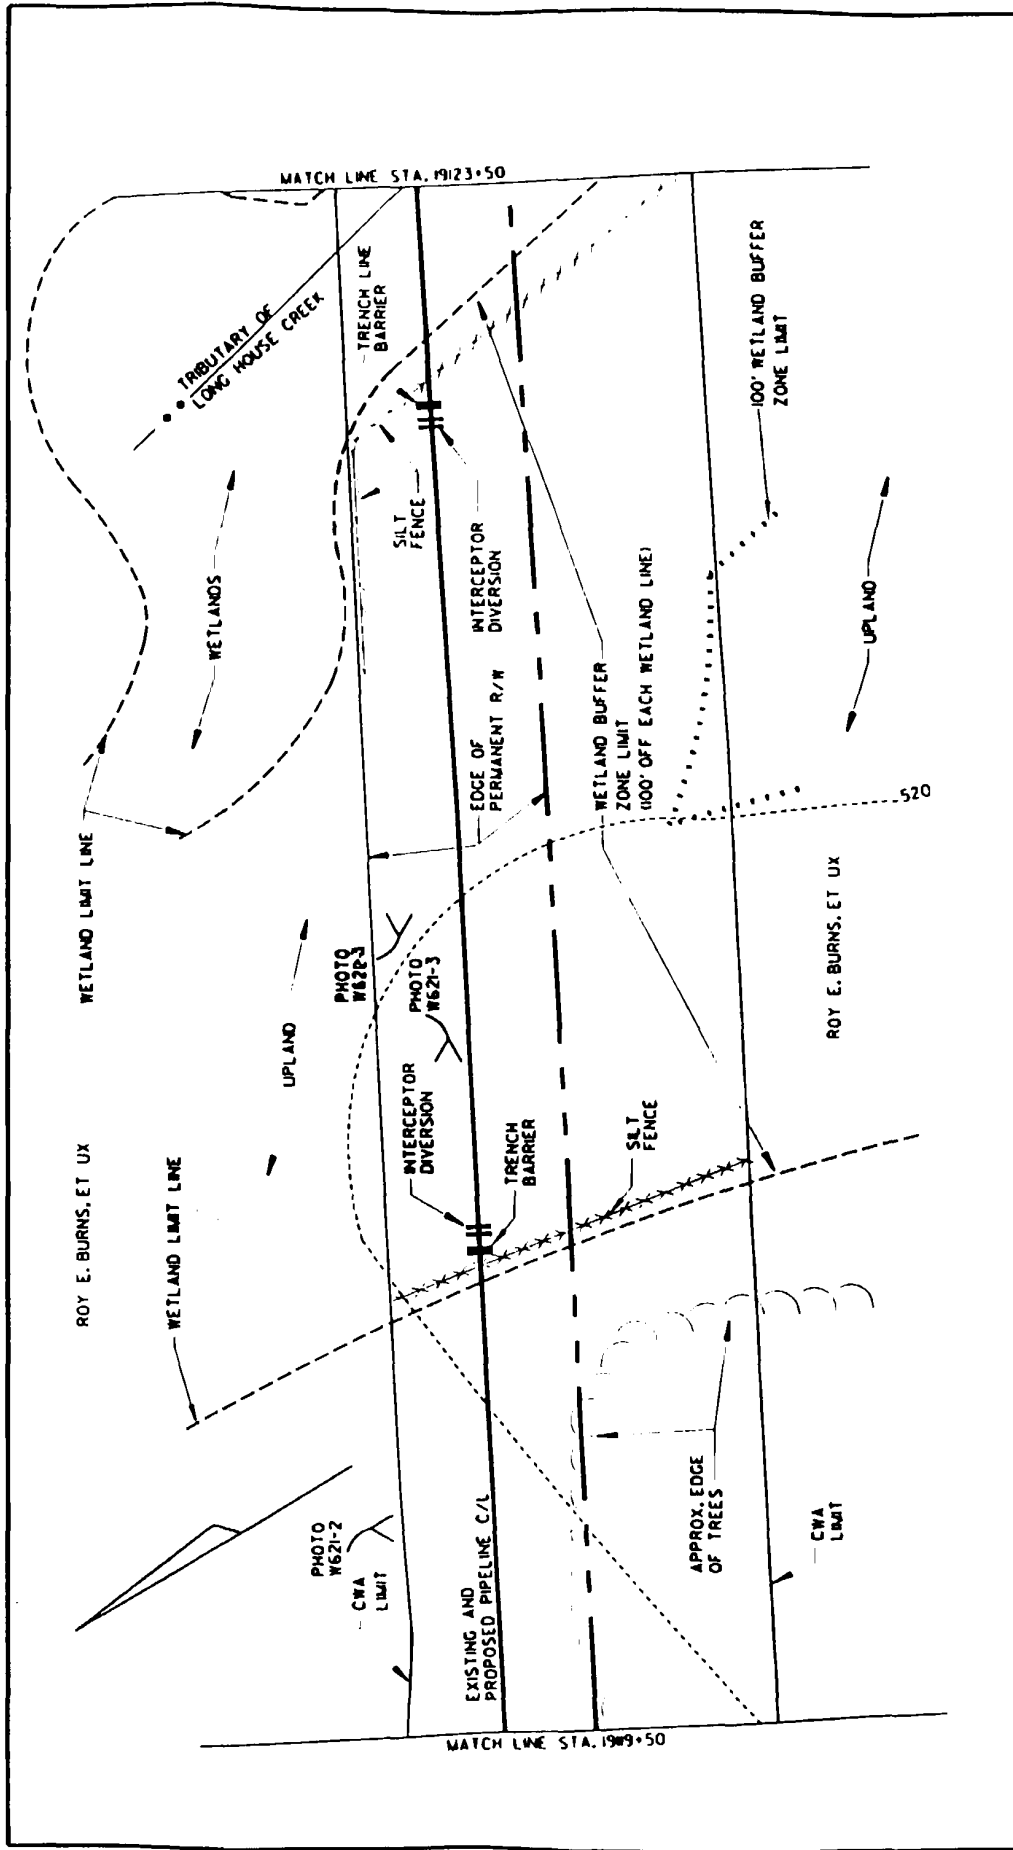 MATCH LINE STA. 19123+50
TRIBUTARY OF
LONG HOUSE CREEK
TRENCH LINE
BARRIER
WETLANDS
SILT
FENCE
INTERCEPTOR
DIVERSION
100' WETLAND BUFFER
ZONE LIMIT
UPLAND
WETLAND LIMIT LINE
EDGE OF
PERMANENT R/W
WETLAND BUFFER
ZONE LIMIT
(100' OFF EACH WETLAND LINE)
520
ROY E. BURNS, ET UX
UPLAND
PHOTO
PHOTO
W621-3
INTERCEPTOR
DIVERSION
TRENCH
BARRIER
SILT
FENCE
ROY E. BURNS, ET UX
WETLAND LIMIT LINE
PHOTO
W621-2
CWA
LIMIT
EXISTING AND
PROPOSED PIPELINE C/L
APPROX. EDGE
OF TREES
CWA
LIMIT
MATCH LINE STA.